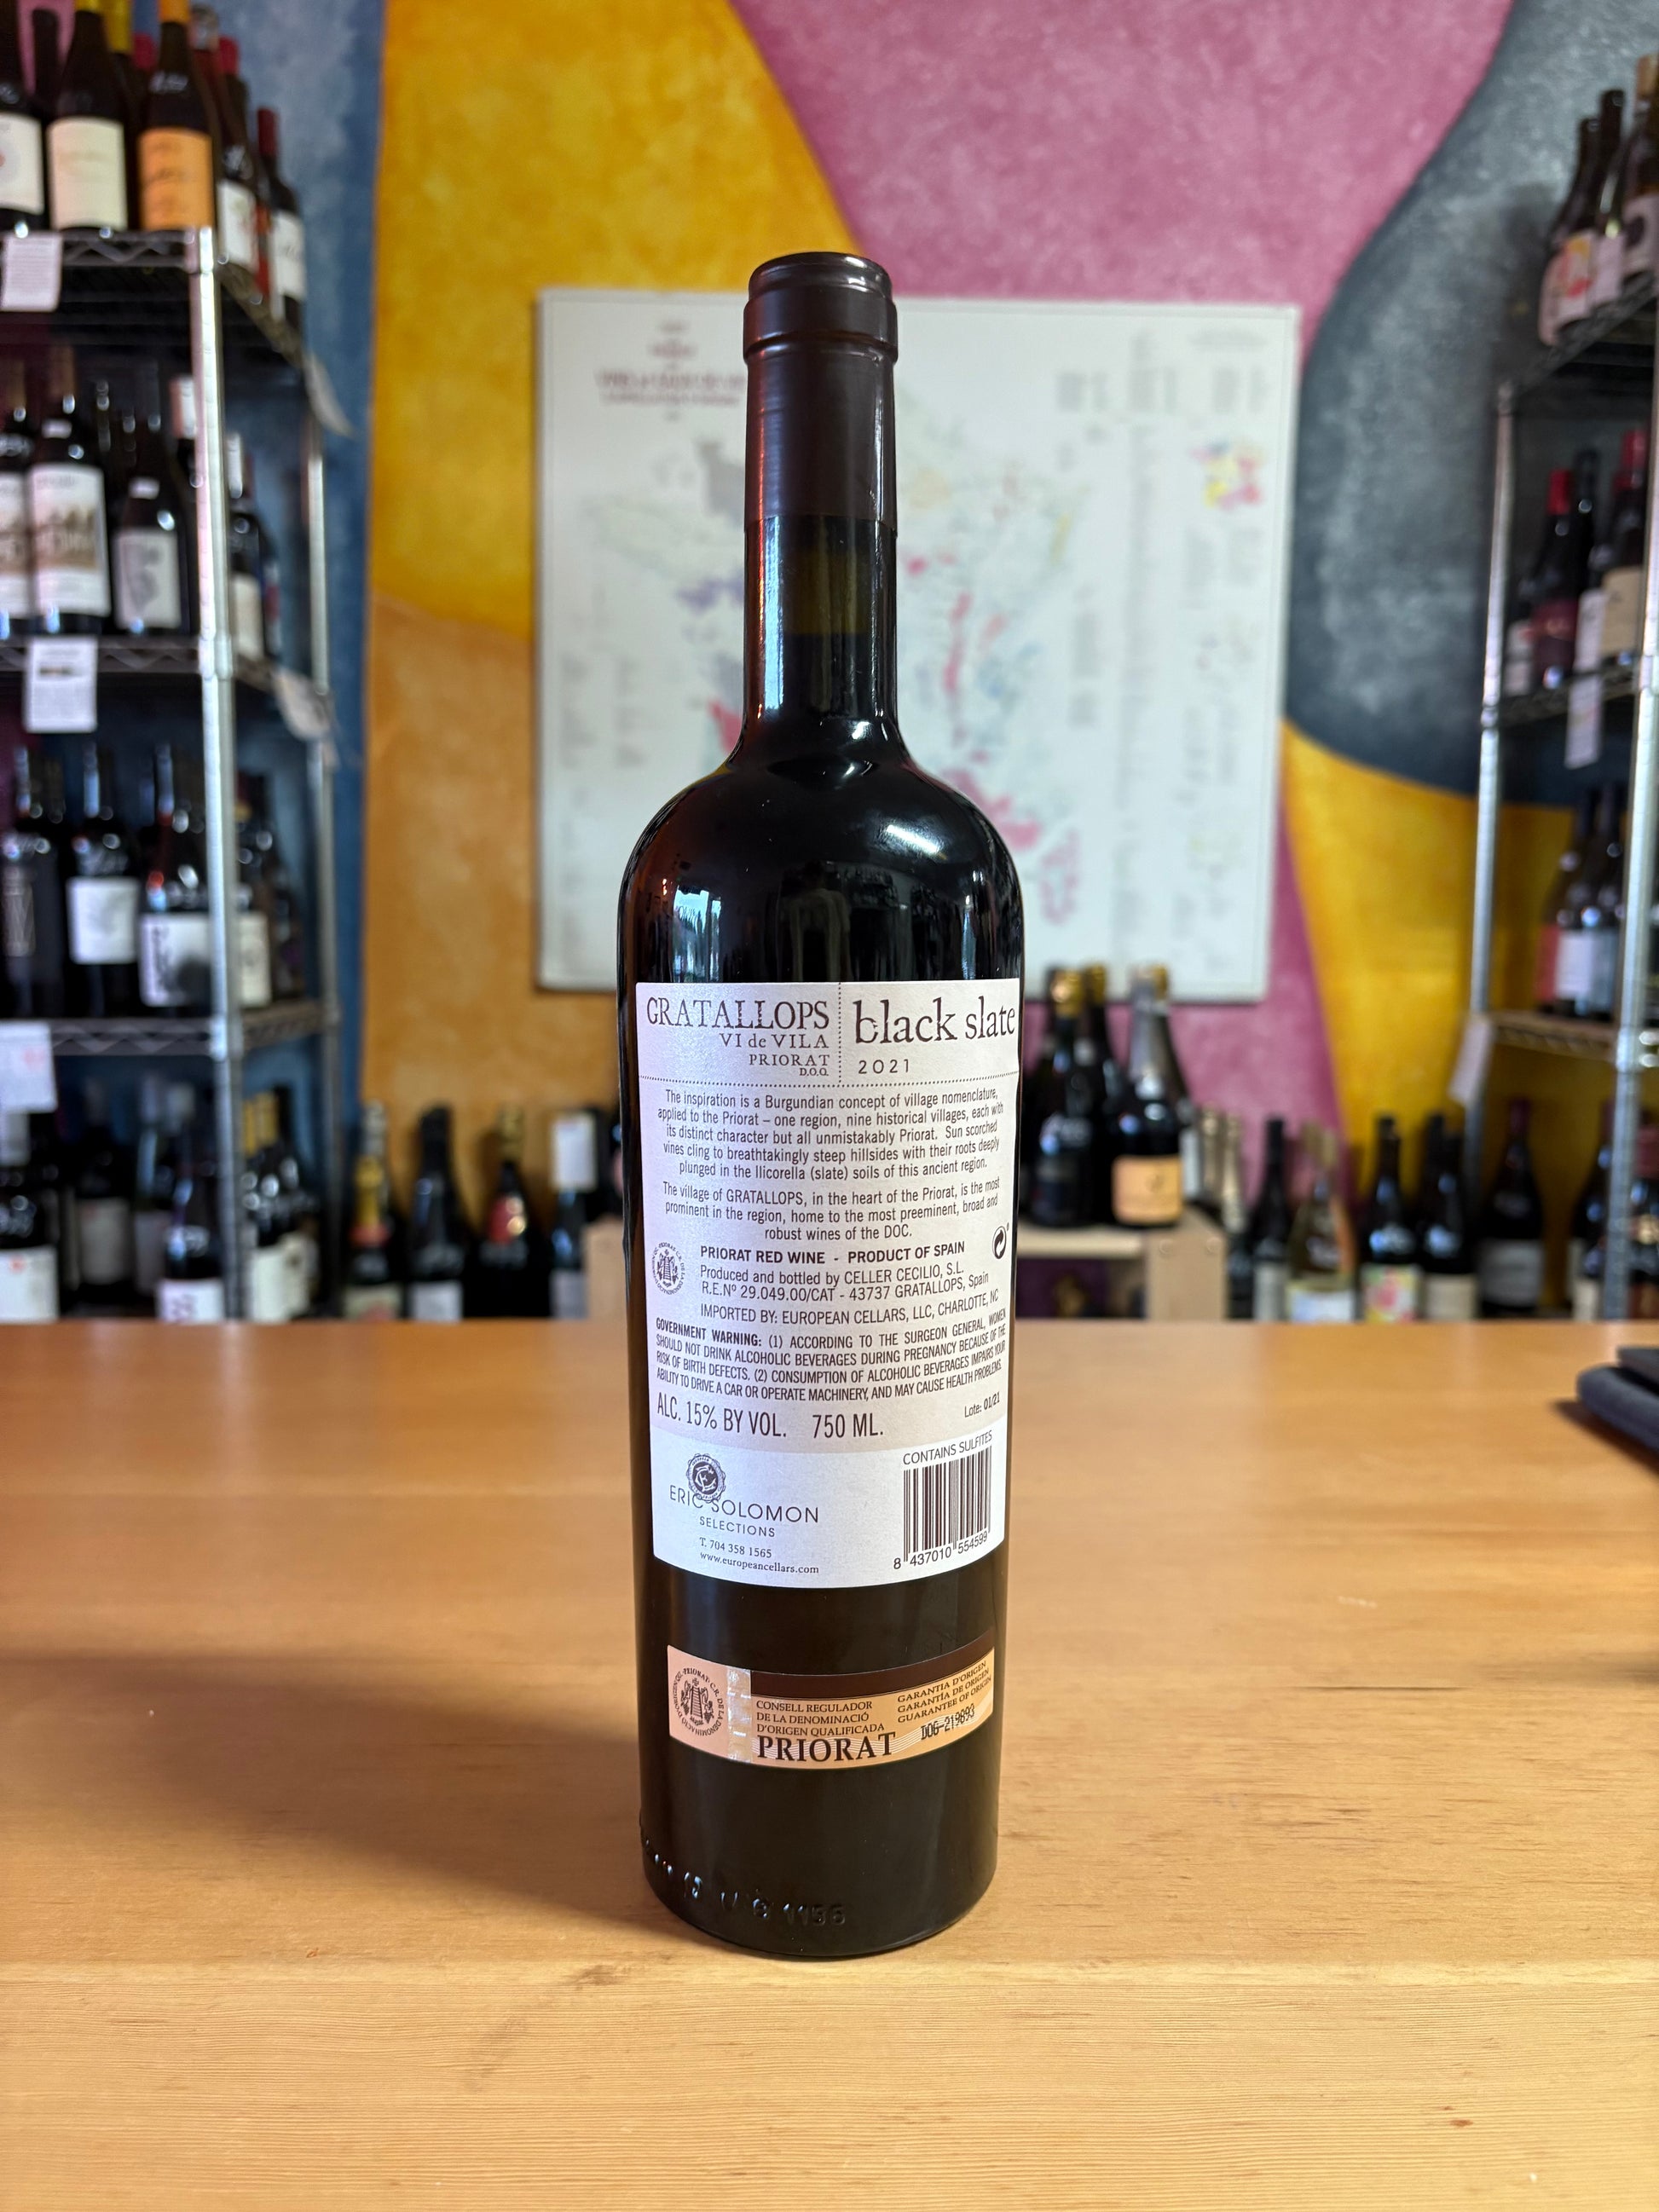 GRATALLOPS
VI de VILA
PRIORAT
D.O.Q.
black slate
2021
The inspiration is a Burgundian concept of village nomenclature,
applied to the Priorat – one region, nine historical villages, each with
its distinct character but all unmistakably Priorat. Sun scorched
vines cling to breathtakingly steep hillsides with their roots deeply
plunged in the llicorella (slate) soils of this ancient region.
The village of GRATALLOPS, in the heart of the Priorat, is the most
prominent in the region, home to the most preeminent, broad and
robust wines of the DOC.
PRIORAT RED WINE - PRODUCT OF SPAIN
Produced and bottled by CELLER CECILIO, S.L.
R.E.Nº 29.049.00/CAT - 43737 GRATALLOPS, Spain
IMPORTED BY: EUROPEAN CELLARS, LLC, CHARLOTTE, NC
GOVERNMENT WARNING: (1) ACCORDING TO THE SURGEON GENERAL, WOMEN
SHOULD NOT DRINK ALCOHOLIC BEVERAGES DURING PREGNANCY BECAUSE OF THE
RISK OF BIRTH DEFECTS. (2) CONSUMPTION OF ALCOHOLIC BEVERAGES IMPAIRS YOUR
ABILITY TO DRIVE A CAR OR OPERATE MACHINERY, AND MAY CAUSE HEALTH PROBLEMS.
ALC. 15% BY VOL. 750 ML.
Lote: 01/21
CONTAINS SULFITES
ERIC SOLOMON
SELECTIONS
T. 704 358 1565
www.europeancellars.com
8 437010 554599
CONSELL REGULADOR
DE LA DENOMINACIÓ
D'ORIGEN QUALIFICADA
PRIORAT
GARANTIA D'ORIGEN
GARANTÍA DE ORIGEN
GUARANTEE OF ORIGIN
DOG-219893
1136